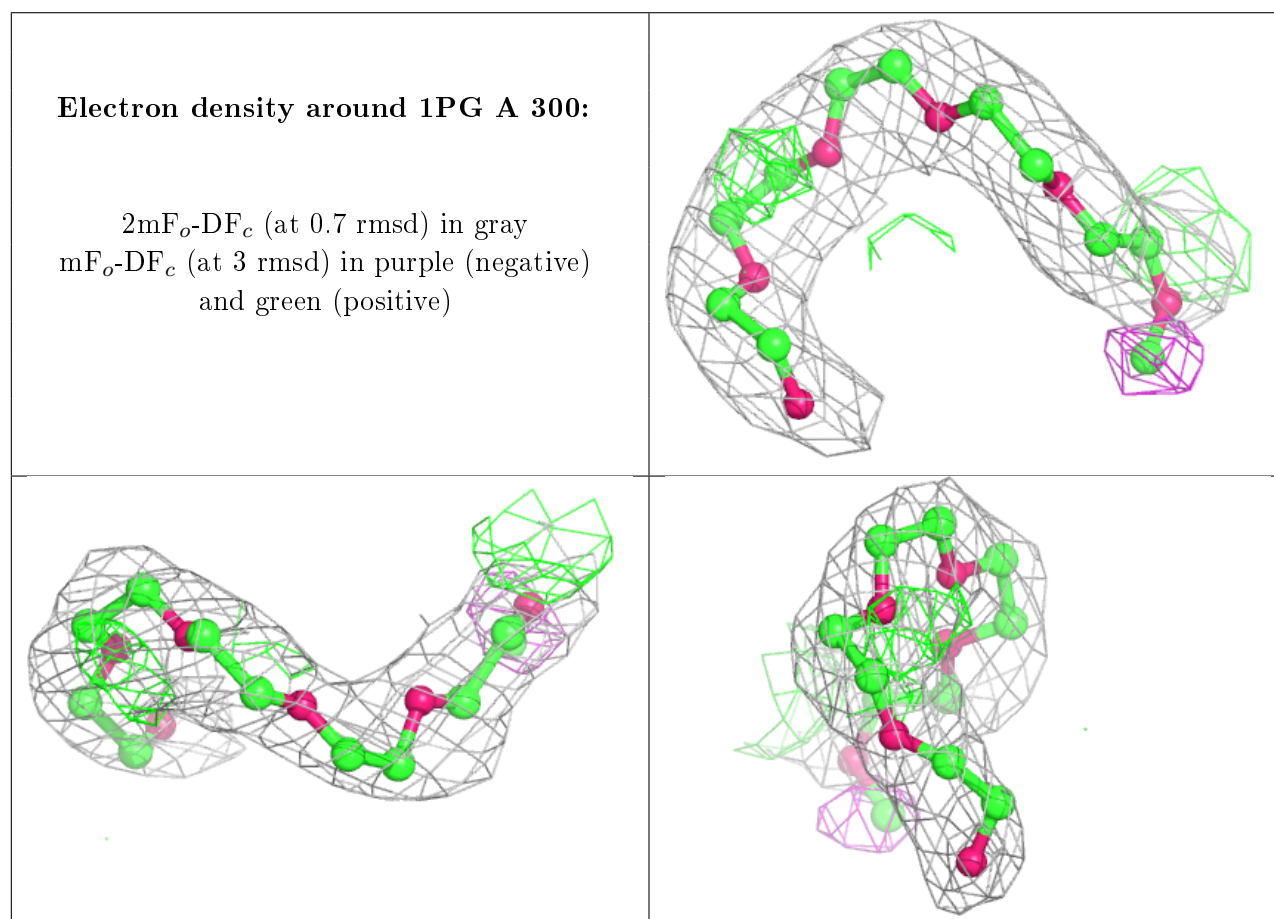 Electron density around 1PG A 300:
2mFₒ-DF𝒸 (at 0.7 rmsd) in gray
mFₒ-DF𝒸 (at 3 rmsd) in purple (negative)
and green (positive)